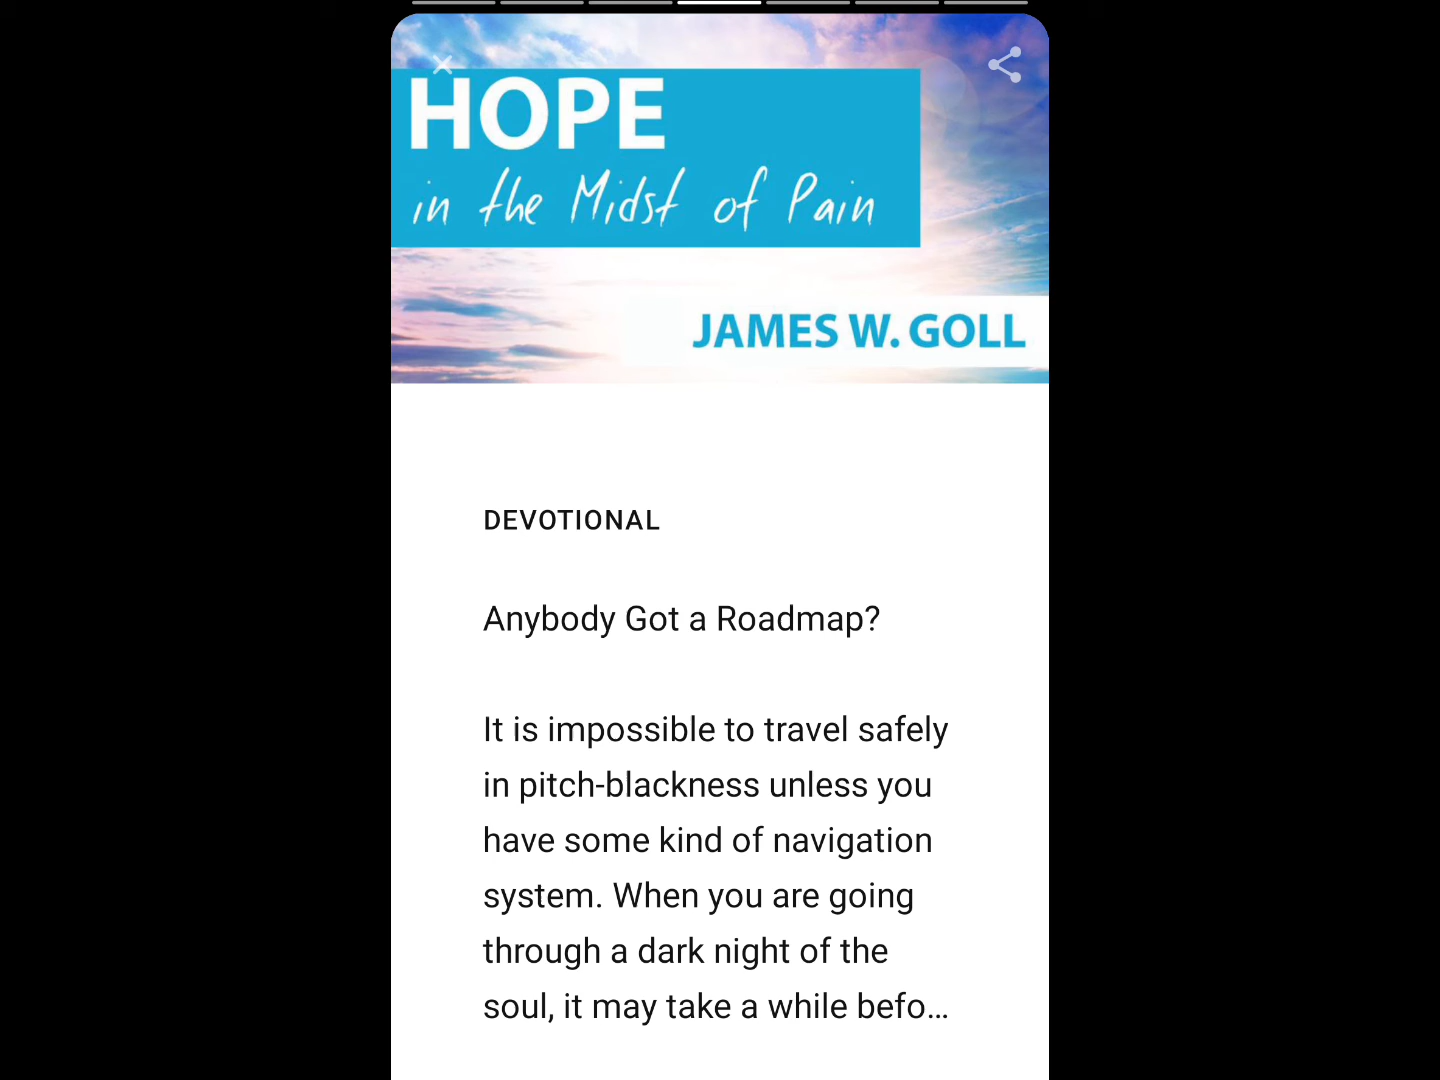 HOPE
in the Midst of Pain
JAMES W. GOLL
DEVOTIONAL
Anybody Got a Roadmap?
It is impossible to travel safely
in pitch-blackness unless you
have some kind of navigation
system. When you are going
through a dark night of the
soul, it may take a while befo…